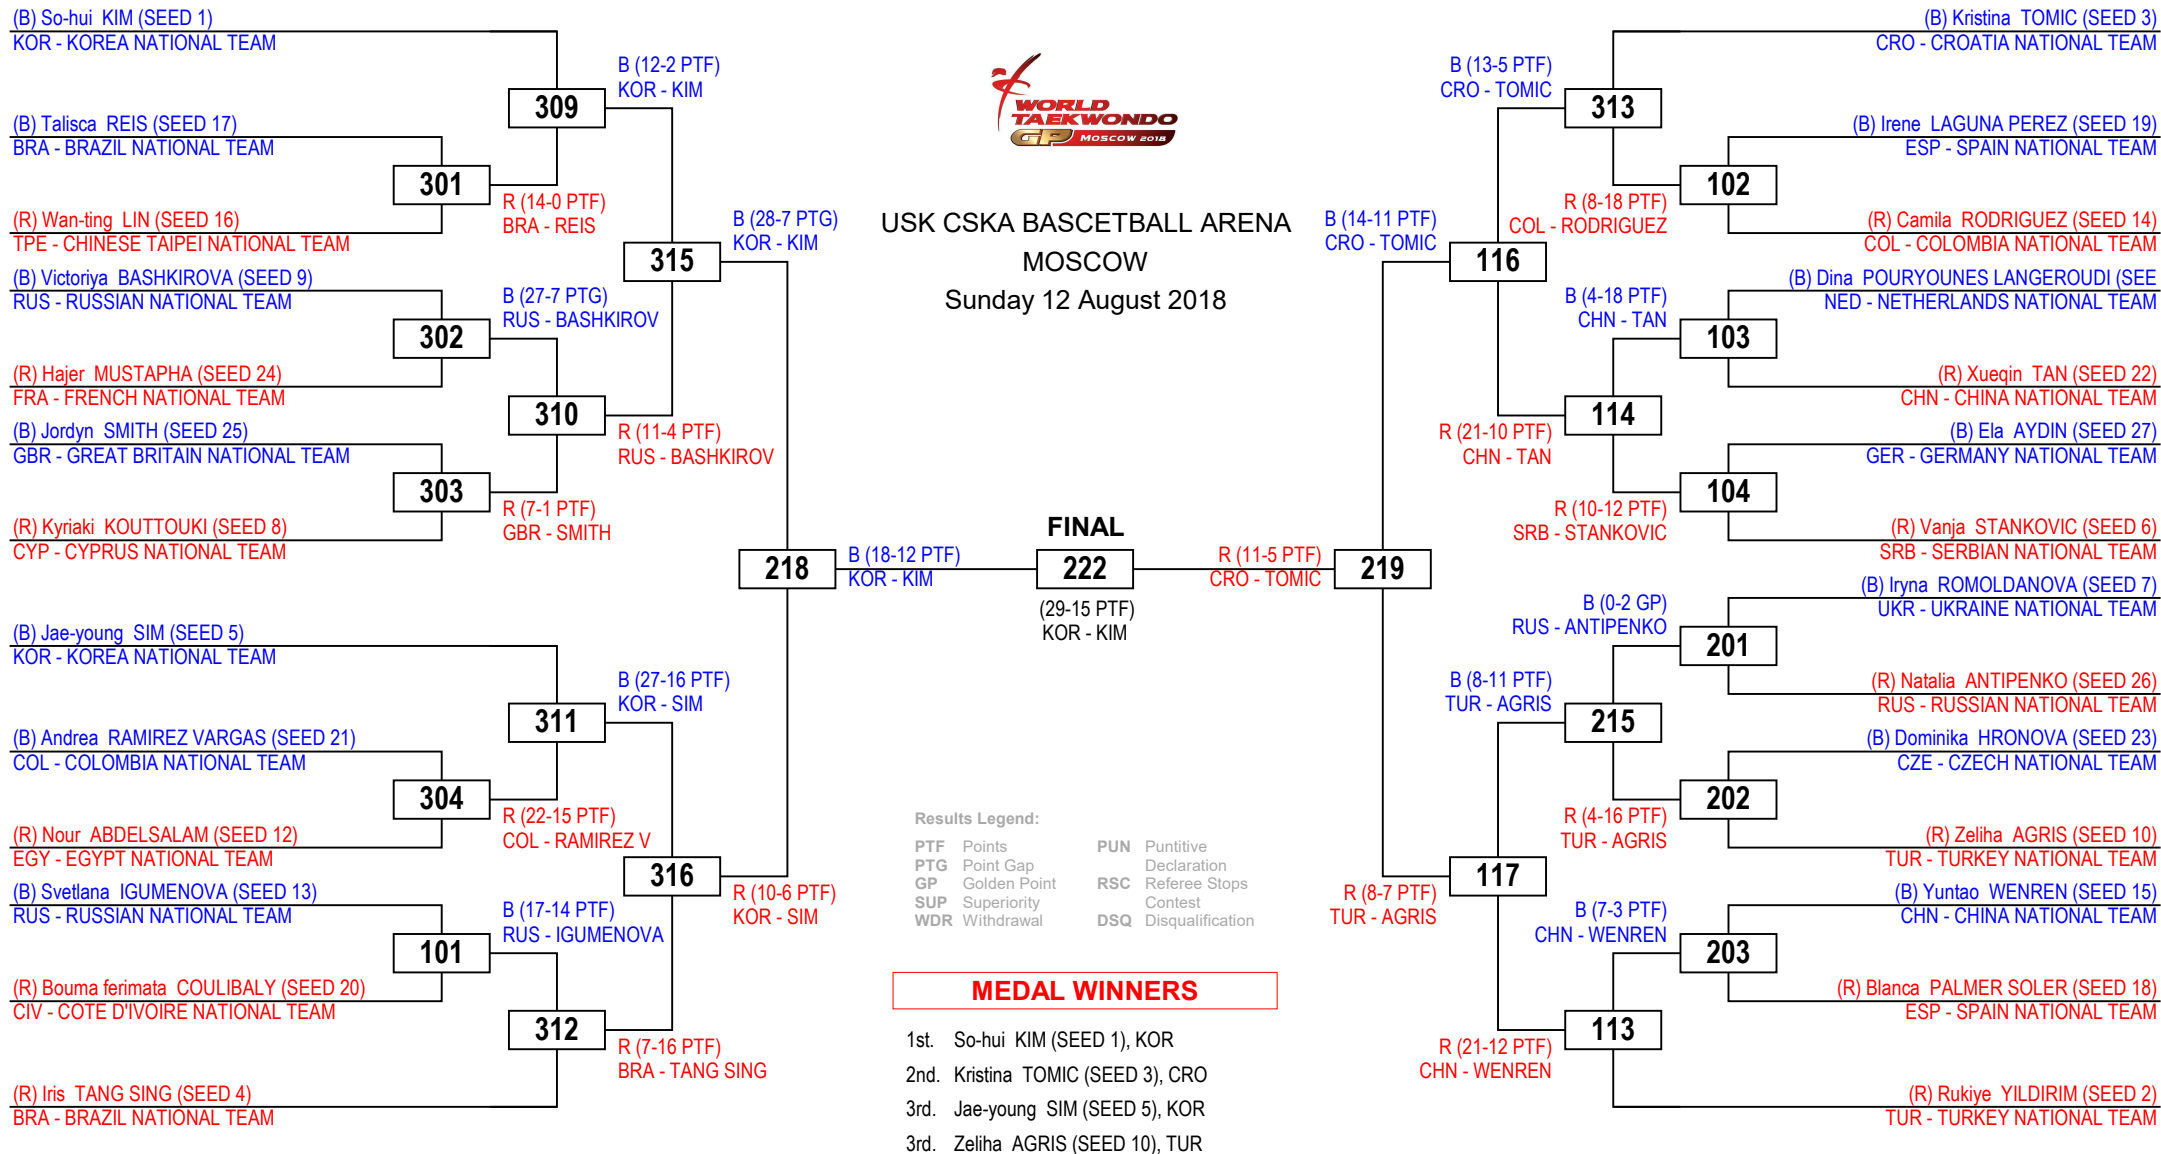 (B) So-hui KIM (SEED 1)
KOR - KOREA NATIONAL TEAM
(B) Talisca REIS (SEED 17)
BRA - BRAZIL NATIONAL TEAM
(R) Wan-ting LIN (SEED 16)
TPE - CHINESE TAIPEI NATIONAL TEAM
(B) Victoriya BASHKIROVA (SEED 9)
RUS - RUSSIAN NATIONAL TEAM
(R) Hajer MUSTAPHA (SEED 24)
FRA - FRENCH NATIONAL TEAM
(B) Jordyn SMITH (SEED 25)
GBR - GREAT BRITAIN NATIONAL TEAM
(R) Kyriaki KOUTTOUKI (SEED 8)
CYP - CYPRUS NATIONAL TEAM
(B) Jae-young SIM (SEED 5)
KOR - KOREA NATIONAL TEAM
(B) Andrea RAMIREZ VARGAS (SEED 21)
COL - COLOMBIA NATIONAL TEAM
(R) Nour ABDELSALAM (SEED 12)
EGY - EGYPT NATIONAL TEAM
(B) Svetlana IGUMENOVA (SEED 13)
RUS - RUSSIAN NATIONAL TEAM
(R) Bouma ferimata COULIBALY (SEED 20)
CIV - COTE D'IVOIRE NATIONAL TEAM
(R) Iris TANG SING (SEED 4)
BRA - BRAZIL NATIONAL TEAM
301
R (14-0 PTF)
BRA - REIS
302
B (27-7 PTG)
RUS - BASHKIROV
303
R (7-1 PTF)
GBR - SMITH
304
R (22-15 PTF)
COL - RAMIREZ V
101
B (17-14 PTF)
RUS - IGUMENOVA
309
B (12-2 PTF)
KOR - KIM
310
R (11-4 PTF)
RUS - BASHKIROV
311
B (27-16 PTF)
KOR - SIM
312
R (7-16 PTF)
BRA - TANG SING
315
B (28-7 PTG)
KOR - KIM
316
R (10-6 PTF)
KOR - SIM
218
B (18-12 PTF)
KOR - KIM
WORLD
TAEKWONDO
GP MOSCOW 2018
USK CSKA BASCETBALL ARENA
MOSCOW
Sunday 12 August 2018
FINAL
222
(29-15 PTF)
KOR - KIM
Results Legend:
PTF Points
PTG Point Gap
GP Golden Point
SUP Superiority
WDR Withdrawal
PUN Puntitive
Declaration
RSC Referee Stops
Contest
DSQ Disqualification
MEDAL WINNERS
1st. So-hui KIM (SEED 1), KOR
2nd. Kristina TOMIC (SEED 3), CRO
3rd. Jae-young SIM (SEED 5), KOR
3rd. Zeliha AGRIS (SEED 10), TUR
R (11-5 PTF)
CRO - TOMIC
219
B (14-11 PTF)
CRO - TOMIC
116
R (8-7 PTF)
TUR - AGRIS
117
B (13-5 PTF)
CRO - TOMIC
313
R (21-10 PTF)
CHN - TAN
114
B (8-11 PTF)
TUR - AGRIS
215
R (21-12 PTF)
CHN - WENREN
113
R (8-18 PTF)
COL - RODRIGUEZ
102
B (4-18 PTF)
CHN - TAN
103
R (10-12 PTF)
SRB - STANKOVIC
104
B (0-2 GP)
RUS - ANTIPENKO
201
R (4-16 PTF)
TUR - AGRIS
202
B (7-3 PTF)
CHN - WENREN
203
(B) Kristina TOMIC (SEED 3)
CRO - CROATIA NATIONAL TEAM
(B) Irene LAGUNA PEREZ (SEED 19)
ESP - SPAIN NATIONAL TEAM
(R) Camila RODRIGUEZ (SEED 14)
COL - COLOMBIA NATIONAL TEAM
(B) Dina POURYOUNES LANGEROUDI (SEE
NED - NETHERLANDS NATIONAL TEAM
(R) Xueqin TAN (SEED 22)
CHN - CHINA NATIONAL TEAM
(B) Ela AYDIN (SEED 27)
GER - GERMANY NATIONAL TEAM
(R) Vanja STANKOVIC (SEED 6)
SRB - SERBIAN NATIONAL TEAM
(B) Iryna ROMOLDANOVA (SEED 7)
UKR - UKRAINE NATIONAL TEAM
(R) Natalia ANTIPENKO (SEED 26)
RUS - RUSSIAN NATIONAL TEAM
(B) Dominika HRONOVA (SEED 23)
CZE - CZECH NATIONAL TEAM
(R) Zeliha AGRIS (SEED 10)
TUR - TURKEY NATIONAL TEAM
(B) Yuntao WENREN (SEED 15)
CHN - CHINA NATIONAL TEAM
(R) Blanca PALMER SOLER (SEED 18)
ESP - SPAIN NATIONAL TEAM
(R) Rukiye YILDIRIM (SEED 2)
TUR - TURKEY NATIONAL TEAM